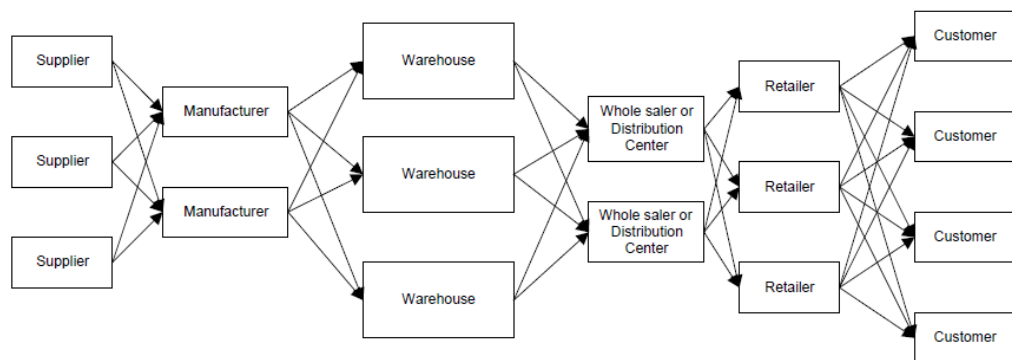 Supplier
Supplier
Supplier
Manufacturer
Manufacturer
Warehouse
Warehouse
Warehouse
Whole saler or
Distribution
Center
Whole saler or
Distribution
Center
Retailer
Retailer
Retailer
Customer
Customer
Customer
Customer